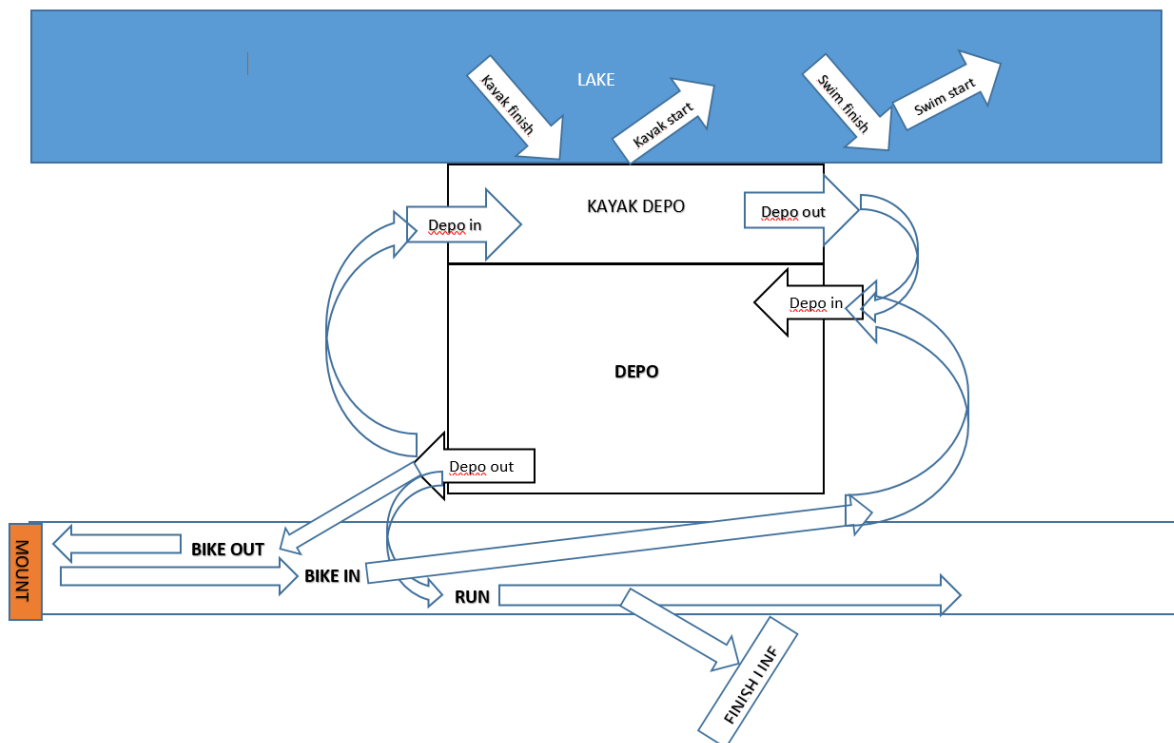 LAKE
Kayak finish
Kayak start
Swim finish
Swim start
KAYAK DEPO
Depo in
Depo out
Depo in
DEPO
Depo out
MOUNT
BIKE OUT
BIKE IN
RUN
FINISH LINE